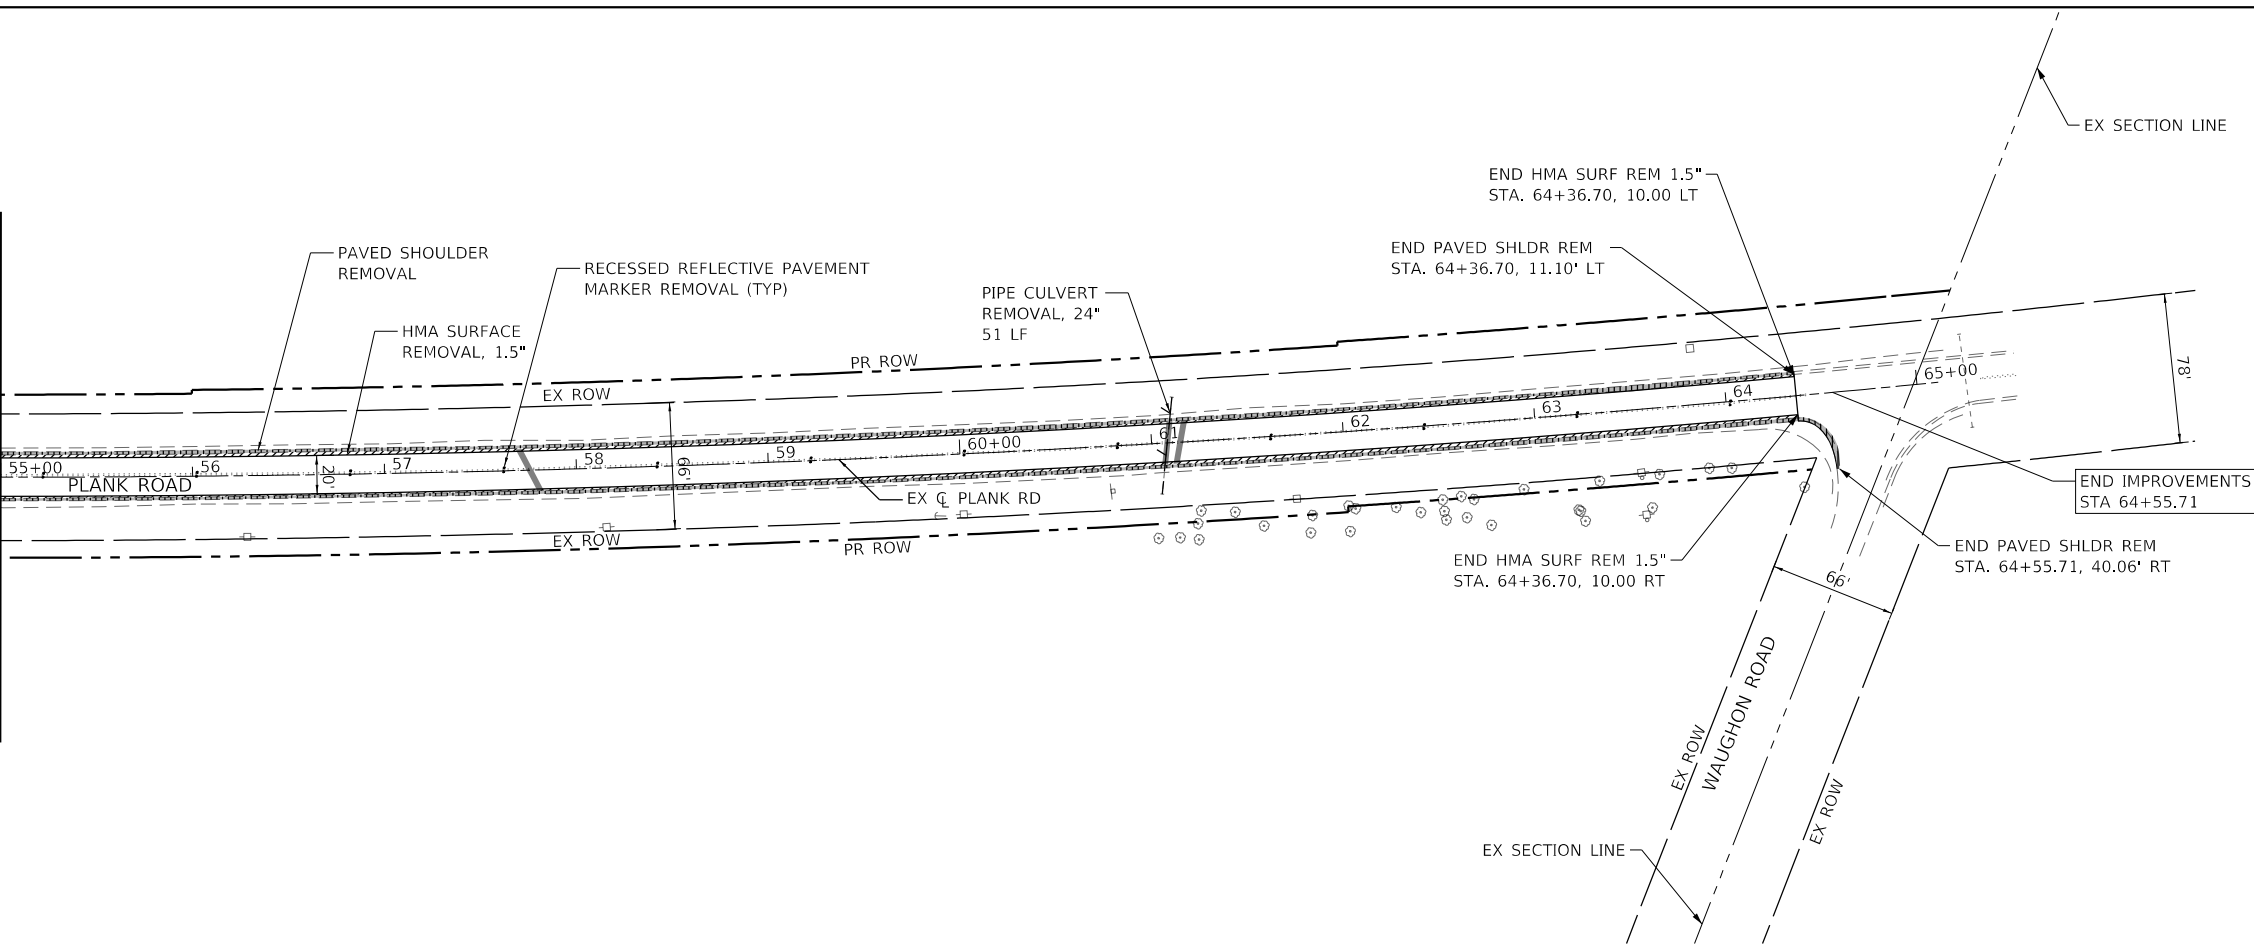 EX SECTION LINE
END HMA SURF REM 1.5"
STA. 64+36.70, 10.00 LT
END PAVED SHLDR REM
STA. 64+36.70, 11.10' LT
PAVED SHOULDER
REMOVAL
RECESSED REFLECTIVE PAVEMENT
MARKER REMOVAL (TYP)
PIPE CULVERT
REMOVAL, 24"
51 LF
HMA SURFACE
REMOVAL, 1.5"
PR ROW
EX ROW
78'
55+00
56
57
58
59
60+00
61
62
63
64
65+00
PLANK ROAD
20'
66'
EX ℄ PLANK RD
EX ROW
PR ROW
END IMPROVEMENTS
STA 64+55.71
END HMA SURF REM 1.5"
STA. 64+36.70, 10.00 RT
END PAVED SHLDR REM
STA. 64+55.71, 40.06' RT
66'
WAUGHON ROAD
EX ROW
EX ROW
EX SECTION LINE